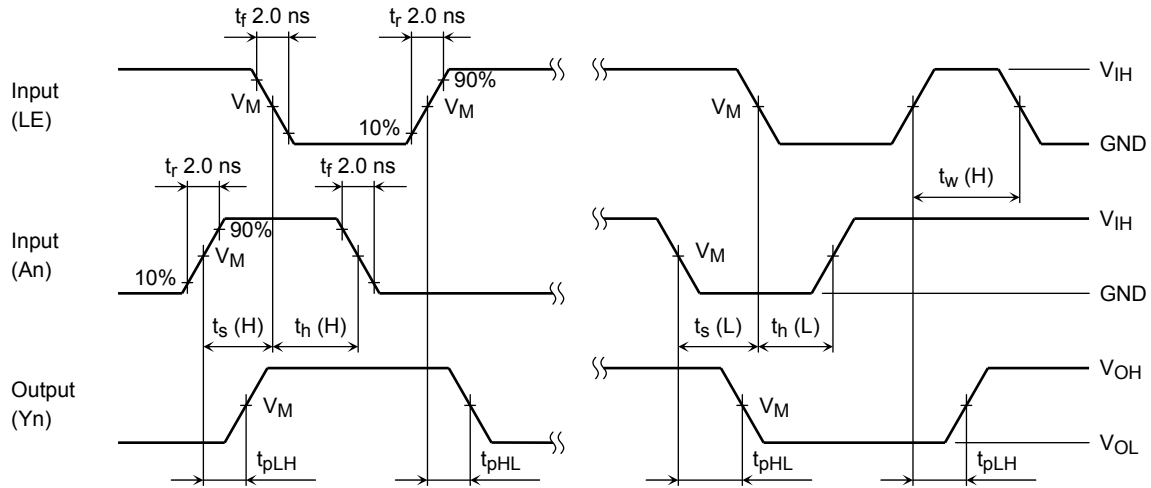 tf 2.0 ns
tr 2.0 ns
Input
(LE)
VM
10%
90%
VM
VM
VIH
GND
tw (H)
tr 2.0 ns
tf 2.0 ns
Input
(An)
10%
90%
VM
VM
VIH
GND
ts (H)
th (H)
ts (L)
th (L)
Output
(Yn)
VM
VM
VOH
VOL
tpLH
tpHL
tpHL
tpLH